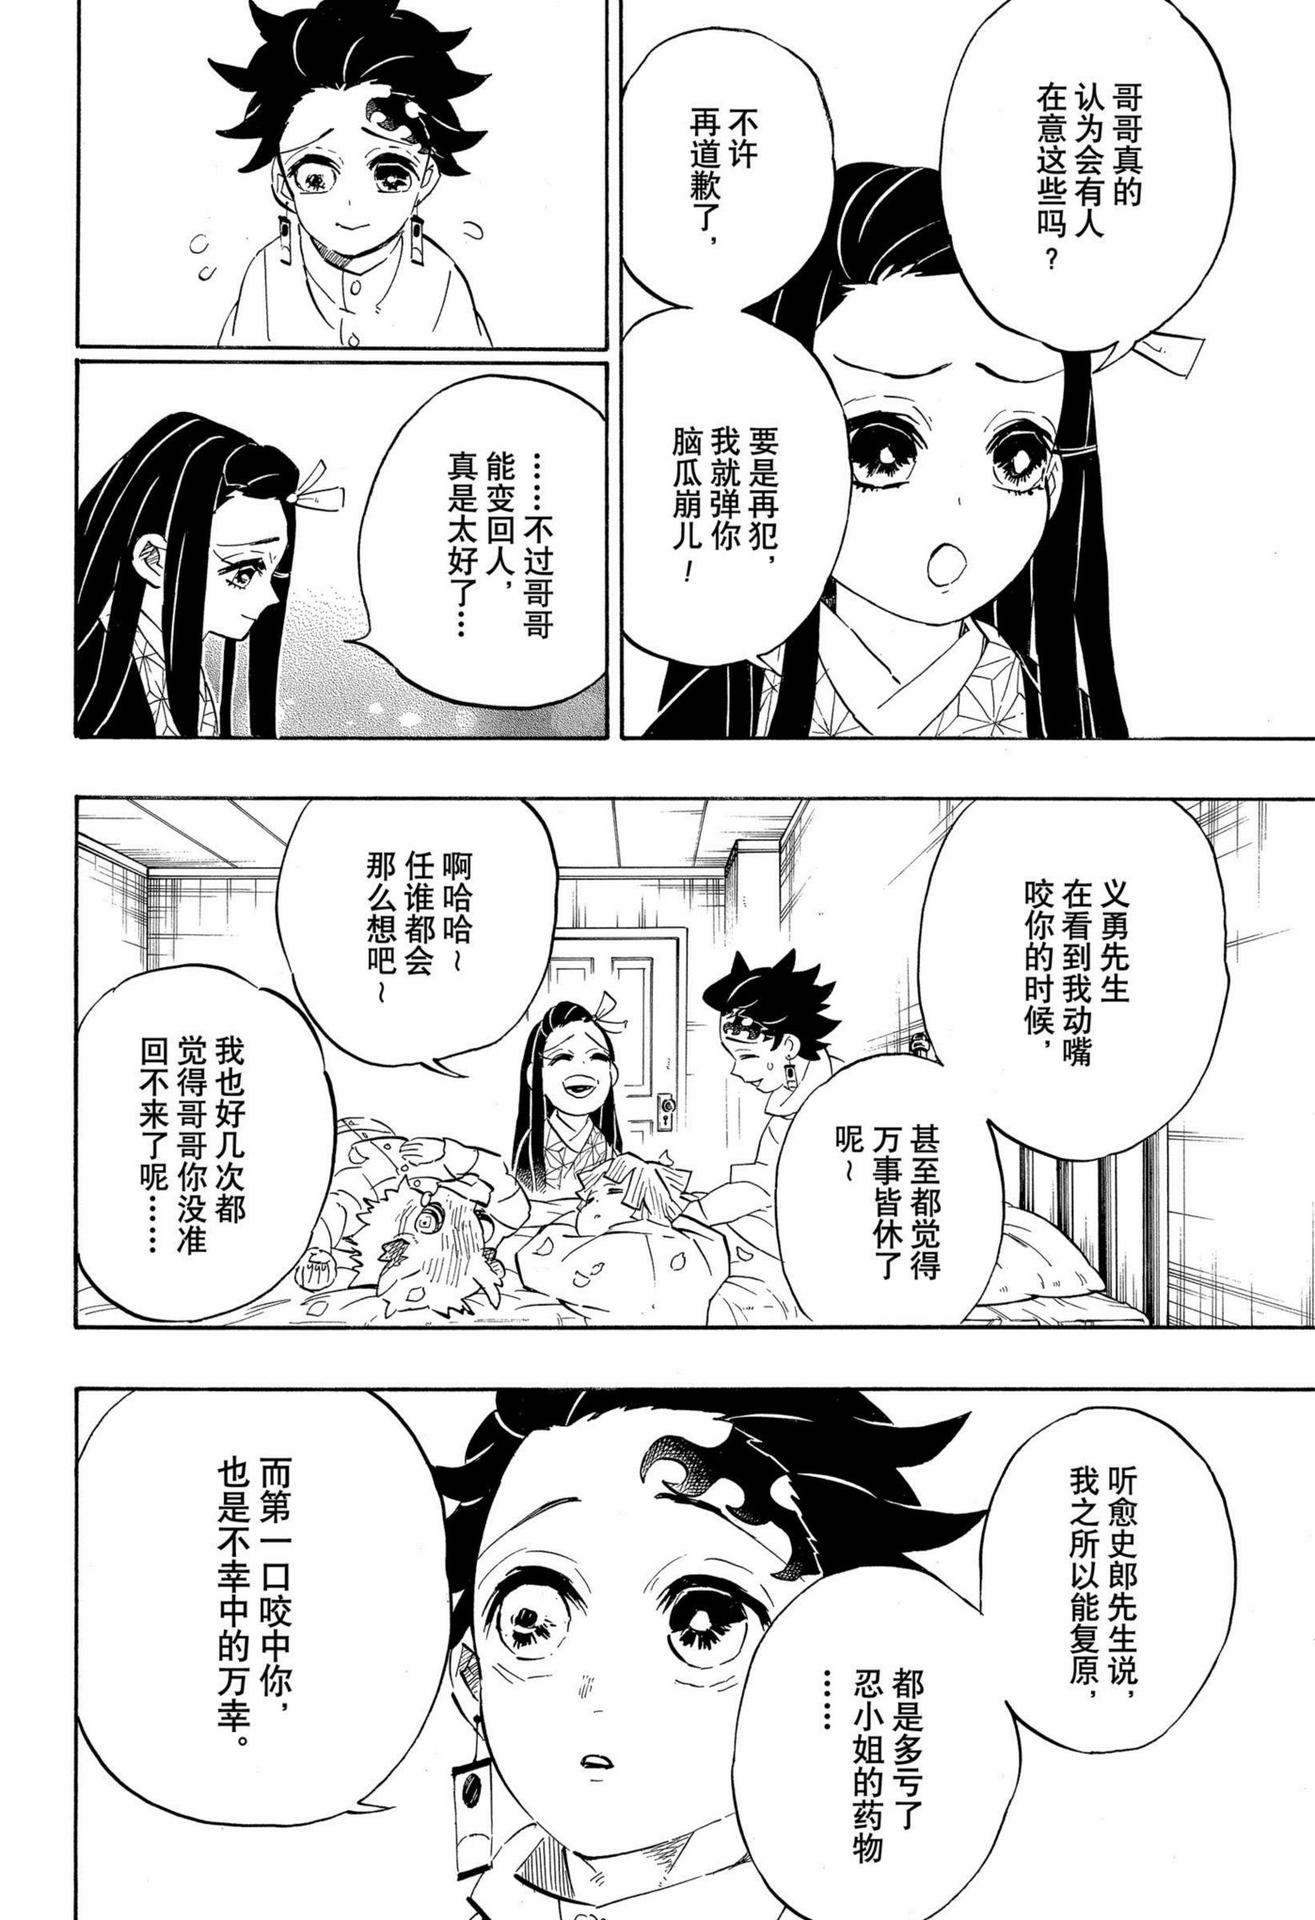 哥哥真的
认为会有人
在意这些吗?
不许
再道歉了,
要是再犯,
我就弹你
脑瓜崩儿!
……不过哥哥
能变回人,
真是太好了…
义勇先生
在看到我动嘴
咬你的时候,
甚至都觉得
万事皆休了
呢~
啊哈哈~
任谁都会
那么想吧~
我也好几次都
觉得哥哥你没准
回不来了呢……
听愈史郎先生说,
我之所以能复原,
都是多亏了
忍小姐的药物
……
而第一口咬中你,
也是不幸中的万幸。